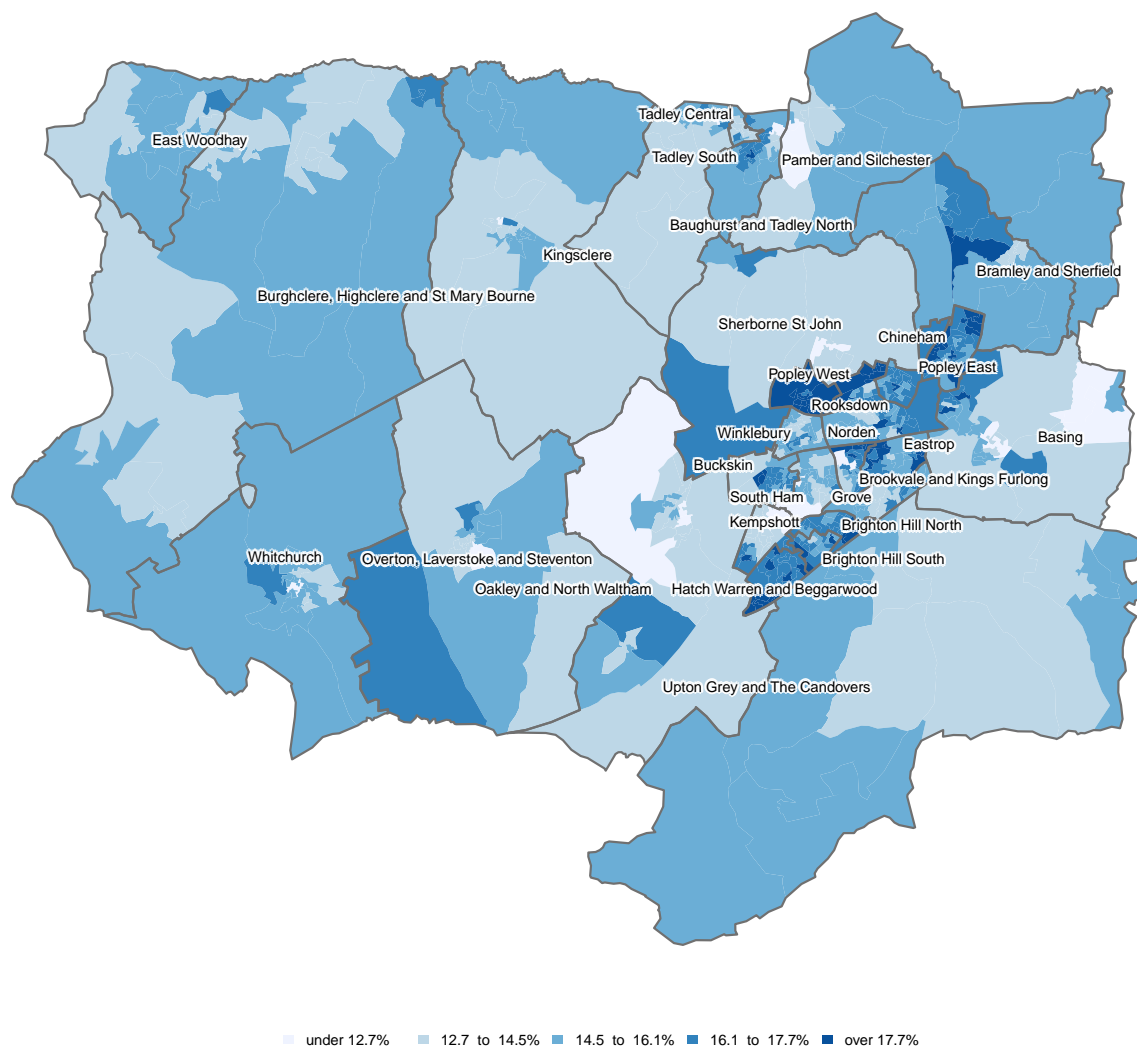 Tadley Central
East Woodhay
Tadley South
Pamber and Silchester
Baughurst and Tadley North
Kingsclere
Bramley and Sherfield
Burghclere, Highclere and St Mary Bourne
Sherborne St John
Chineham
Popley West
Popley East
Rooksdown
Winklebury
Norden
Basing
Eastrop
Buckskin
Brookvale and Kings Furlong
South Ham
Grove
Kempshott
Brighton Hill North
Whitchurch
Overton, Laverstoke and Steventon
Brighton Hill South
Oakley and North Waltham
Hatch Warren and Beggarwood
Upton Grey and The Candovers
under 12.7% 12.7 to 14.5% 14.5 to 16.1% 16.1 to 17.7% over 17.7%